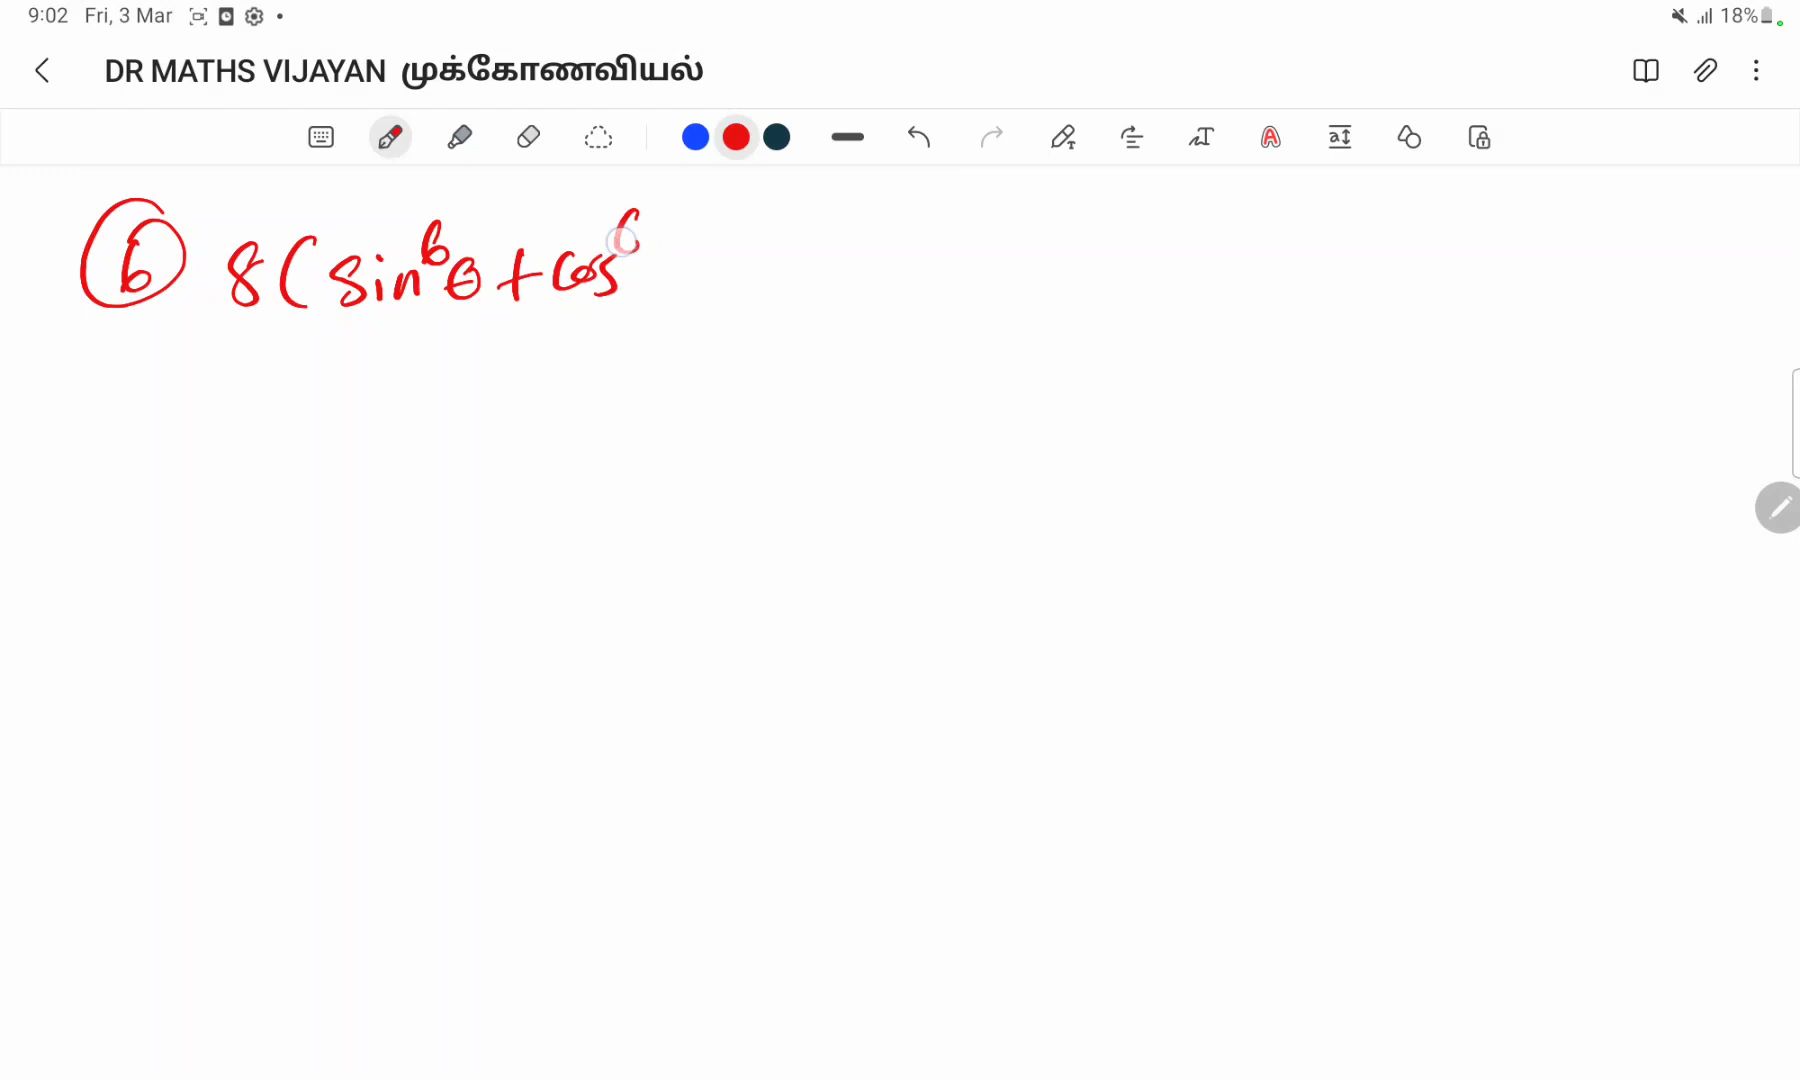 9:02 Fri, 3 Mar 18%
DR MATHS VIJAYAN முக்கோணவியல்
⑥ 8(sin⁶θ + cos⁶